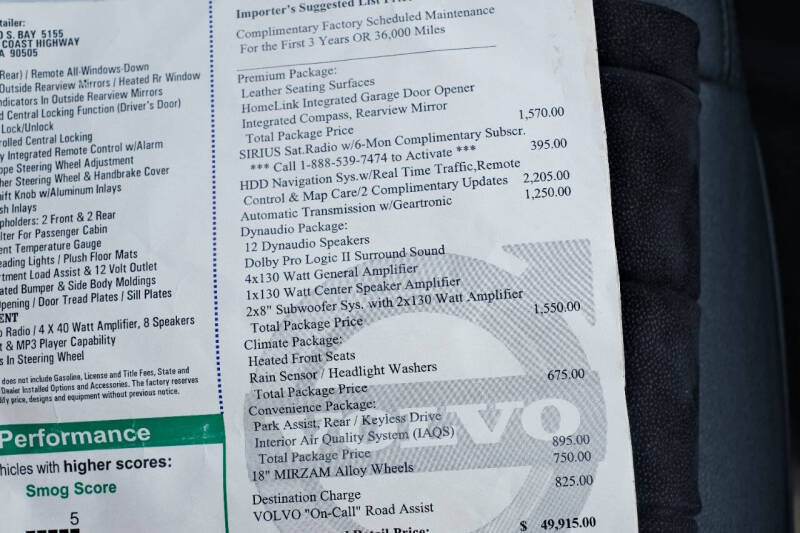 etailer:
O S. BAY 5155
COAST HIGHWAY
A 90505
Rear) / Remote All-Windows-Down
Outside Rearview Mirrors / Heated Rr Window
ndicators In Outside Rearview Mirrors
d Central Locking Function (Driver's Door)
Lock/Unlock
rolled Central Locking
y Integrated Remote Control w/Alarm
ope Steering Wheel Adjustment
her Steering Wheel & Handbrake Cover
hift Knob w/Aluminum Inlays
sh Inlays
pholders: 2 Front & 2 Rear
ilter For Passenger Cabin
ent Temperature Gauge
eading Lights / Plush Floor Mats
rtment Load Assist & 12 Volt Outlet
ated Bumper & Side Body Moldings
Opening / Door Tread Plates / Sill Plates
ENT
o Radio / 4 X 40 Watt Amplifier, 8 Speakers
t & MP3 Player Capability
s In Steering Wheel
does not include Gasoline, License and Title Fees, State and
Dealer Installed Options and Accessories. The factory reserves
dify price, designs and equipment without previous notice.
Performance
hicles with higher scores:
Smog Score
5
Importer's Suggested List Price
Complimentary Factory Scheduled Maintenance
For the First 3 Years OR 36,000 Miles
Premium Package:
Leather Seating Surfaces
HomeLink Integrated Garage Door Opener
Integrated Compass, Rearview Mirror
Total Package Price 1,570.00
SIRIUS Sat.Radio w/6-Mon Complimentary Subscr. 395.00
*** Call 1-888-539-7474 to Activate ***
HDD Navigation Sys.w/Real Time Traffic,Remote
Control & Map Care/2 Complimentary Updates 2,205.00
Automatic Transmission w/Geartronic 1,250.00
Dynaudio Package:
12 Dynaudio Speakers
Dolby Pro Logic II Surround Sound
4x130 Watt General Amplifier
1x130 Watt Center Speaker Amplifier
2x8" Subwoofer Sys. with 2x130 Watt Amplifier
Total Package Price 1,550.00
Climate Package:
Heated Front Seats
Rain Sensor / Headlight Washers
Total Package Price 675.00
Convenience Package:
Park Assist, Rear / Keyless Drive
Interior Air Quality System (IAQS)
Total Package Price 895.00
18" MIRZAM Alloy Wheels 750.00
Destination Charge 825.00
VOLVO "On-Call" Road Assist
Retail Price: $ 49,915.00
VOLVO